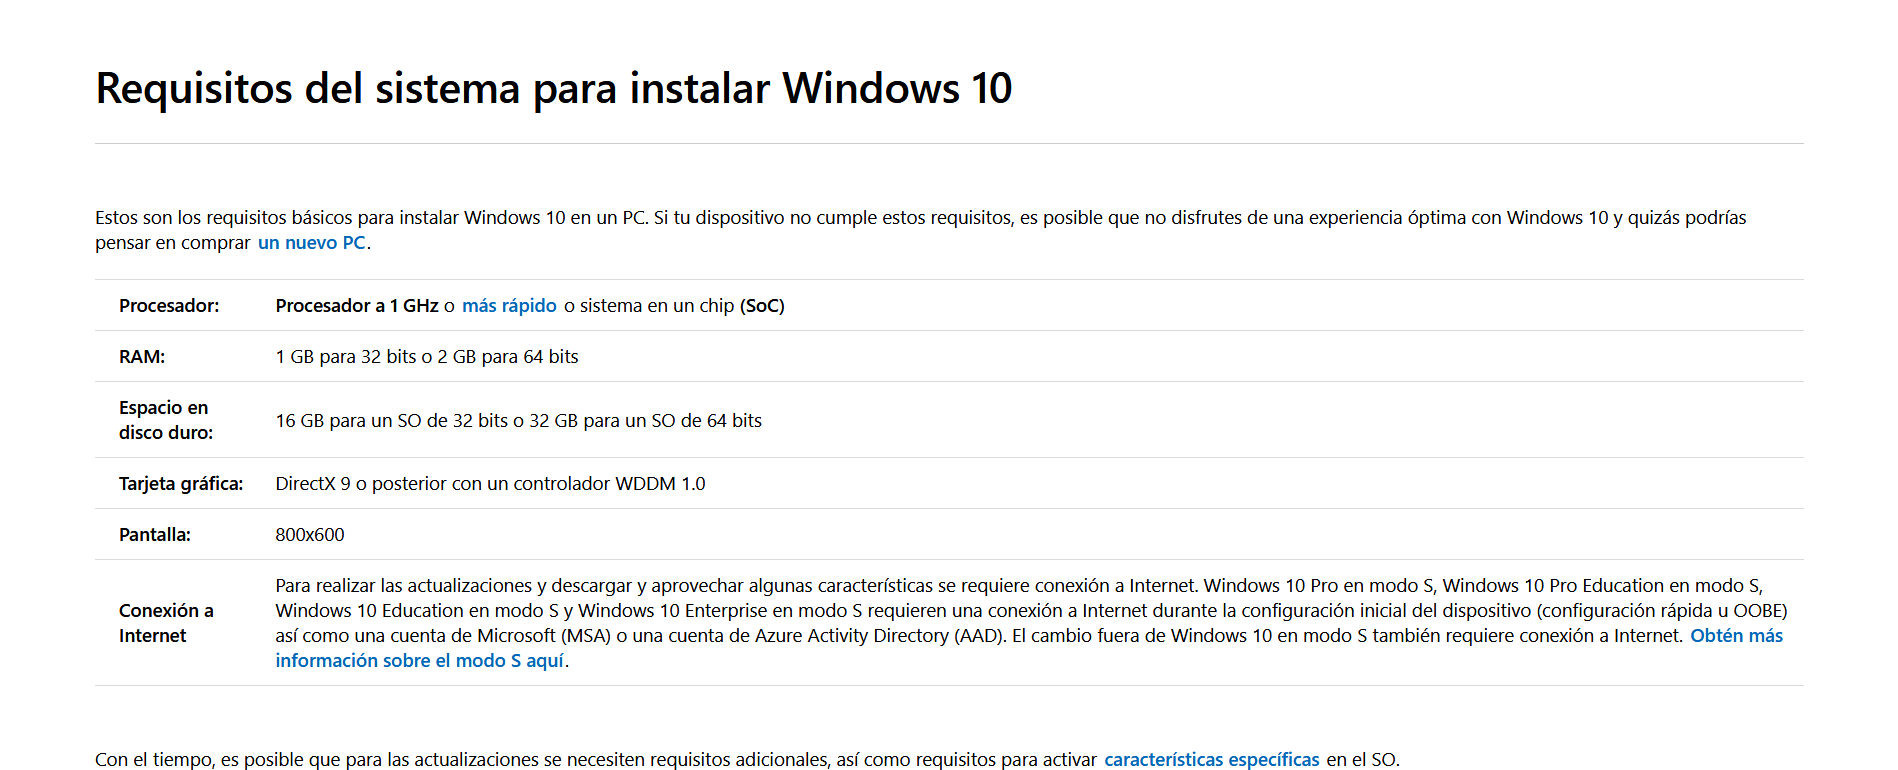 Requisitos del sistema para instalar Windows 10
Estos son los requisitos básicos para instalar Windows 10 en un PC. Si tu dispositivo no cumple estos requisitos, es posible que no disfrutes de una experiencia óptima con Windows 10 y quizás podrías
pensar en comprar un nuevo PC.
Procesador: Procesador a 1 GHz o más rápido o sistema en un chip (SoC)
RAM: 1 GB para 32 bits o 2 GB para 64 bits
Espacio en
disco duro:
16 GB para un SO de 32 bits o 32 GB para un SO de 64 bits
Tarjeta gráfica: DirectX 9 o posterior con un controlador WDDM 1.0
Pantalla: 800x600
Conexión a
Internet
Para realizar las actualizaciones y descargar y aprovechar algunas características se requiere conexión a Internet. Windows 10 Pro en modo S, Windows 10 Pro Education en modo S,
Windows 10 Education en modo S y Windows 10 Enterprise en modo S requieren una conexión a Internet durante la configuración inicial del dispositivo (configuración rápida u OOBE)
así como una cuenta de Microsoft (MSA) o una cuenta de Azure Activity Directory (AAD). El cambio fuera de Windows 10 en modo S también requiere conexión a Internet. Obtén más
información sobre el modo S aquí.
Con el tiempo, es posible que para las actualizaciones se necesiten requisitos adicionales, así como requisitos para activar características específicas en el SO.